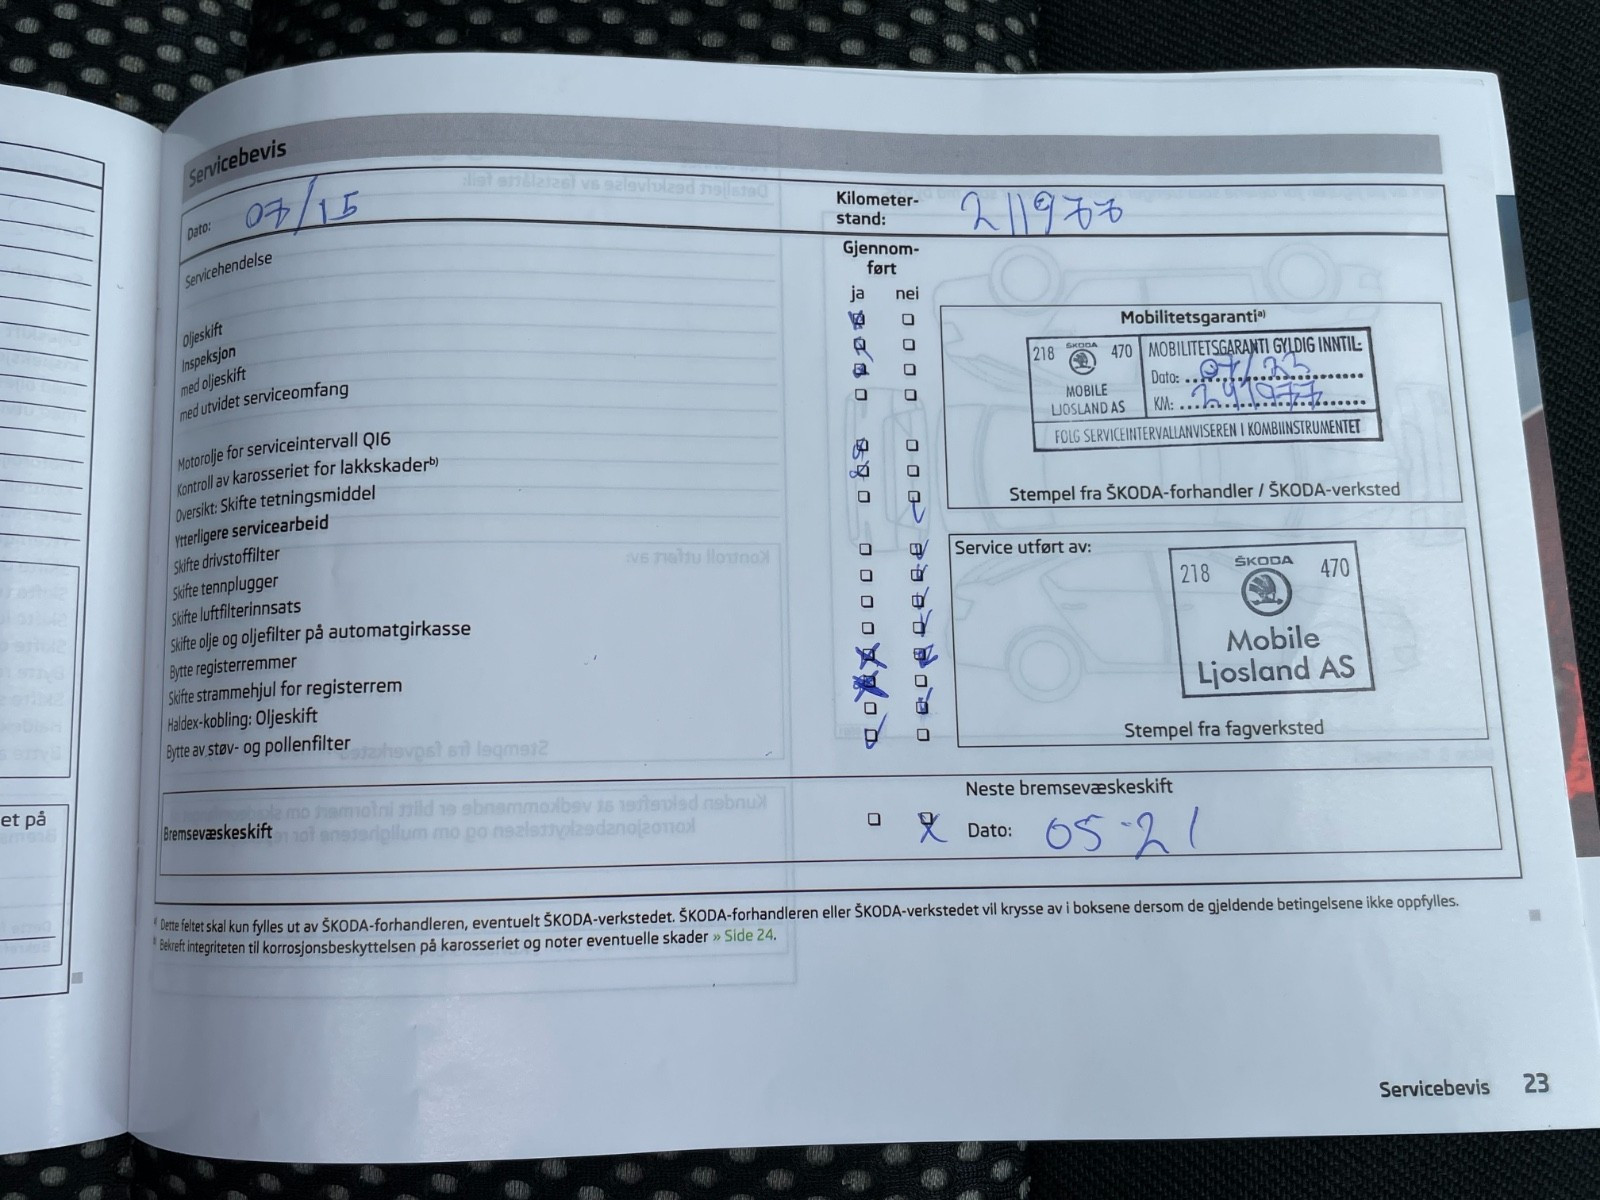 Servicebevis
Dato: 07/15
Kilometer-
stand: 211977
Servicehendelse
Gjennom-
ført
ja nei
Oljeskift
Inspeksjon
med oljeskift
med utvidet serviceomfang
Motorolje for serviceintervall QI6
Kontroll av karosseriet for lakkskader b)
Oversikt: Skifte tetningsmiddel
Ytterligere servicearbeid
Skifte drivstoffilter
Skifte tennplugger
Skifte luftfilterinnsats
Skifte olje og oljefilter på automatgirkasse
Bytte registerremmer
Skifte strammehjul for registerrem
Haldex-kobling: Oljeskift
Bytte av støv- og pollenfilter
Mobilitetsgaranti a)
218 ŠKODA 470
MOBILE
LJOSLAND AS
MOBILITETSGARANTI GYLDIG INNTIL:
Dato: 07/23
KM: 241977
FØLG SERVICEINTERVALLANVISEREN I KOMBIINSTRUMENTET
Stempel fra ŠKODA-forhandler / ŠKODA-verksted
Service utført av:
218 ŠKODA 470
Mobile
Ljosland AS
Stempel fra fagverksted
Bremsevæskeskift
Neste bremsevæskeskift
Dato: 05-21
a) Dette feltet skal kun fylles ut av ŠKODA-forhandleren, eventuelt ŠKODA-verkstedet. ŠKODA-forhandleren eller ŠKODA-verkstedet vil krysse av i boksene dersom de gjeldende betingelsene ikke oppfylles.
b) Bekreft integriteten til korrosjonsbeskyttelsen på karosseriet og noter eventuelle skader » Side 24.
et på
Servicebevis 23